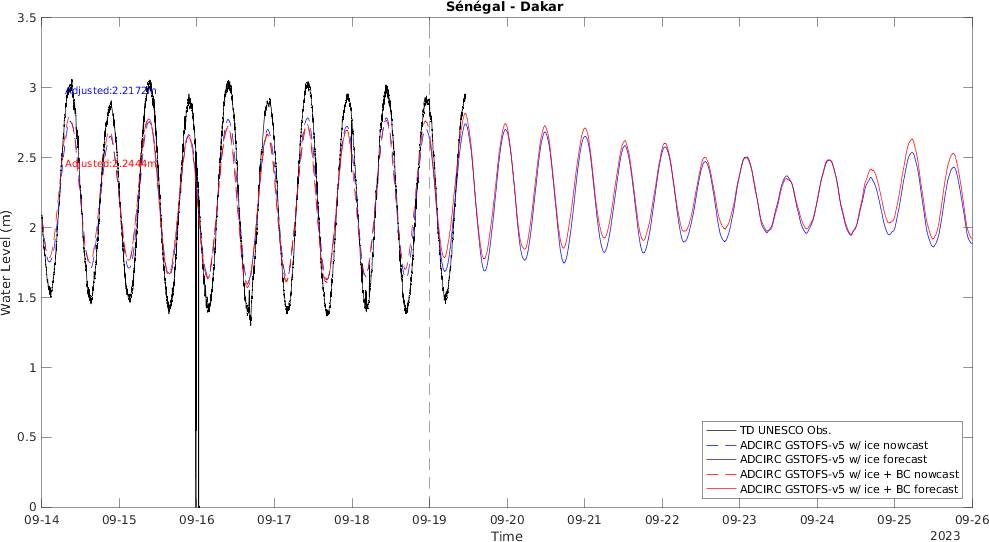 Sénégal - Dakar
3.5
3
2.5
2
1.5
1
0.5
0
Water Level (m)
Adjusted:2.2172m
Adjusted:2.2444m
TD UNESCO Obs.
ADCIRC GSTOFS-v5 w/ ice nowcast
ADCIRC GSTOFS-v5 w/ ice forecast
ADCIRC GSTOFS-v5 w/ ice + BC nowcast
ADCIRC GSTOFS-v5 w/ ice + BC forecast
09-14 09-15 09-16 09-17 09-18 09-19 09-20 09-21 09-22 09-23 09-24 09-25 09-26
Time
2023